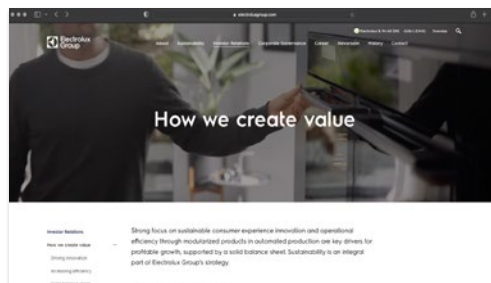 electroluxgroup.com
Electrolux
Group
About Sustainability Investor Relations Corporate Governance Career Newsroom History Contact
How we create value
Investor Relations
How we create value
Driving innovation
Increasing efficiency
Strong focus on sustainable consumer experience innovation and operational
efficiency through modularized products in automated production are key drivers for
profitable growth, supported by a solid balance sheet. Sustainability is an integral
part of Electrolux Group's strategy.